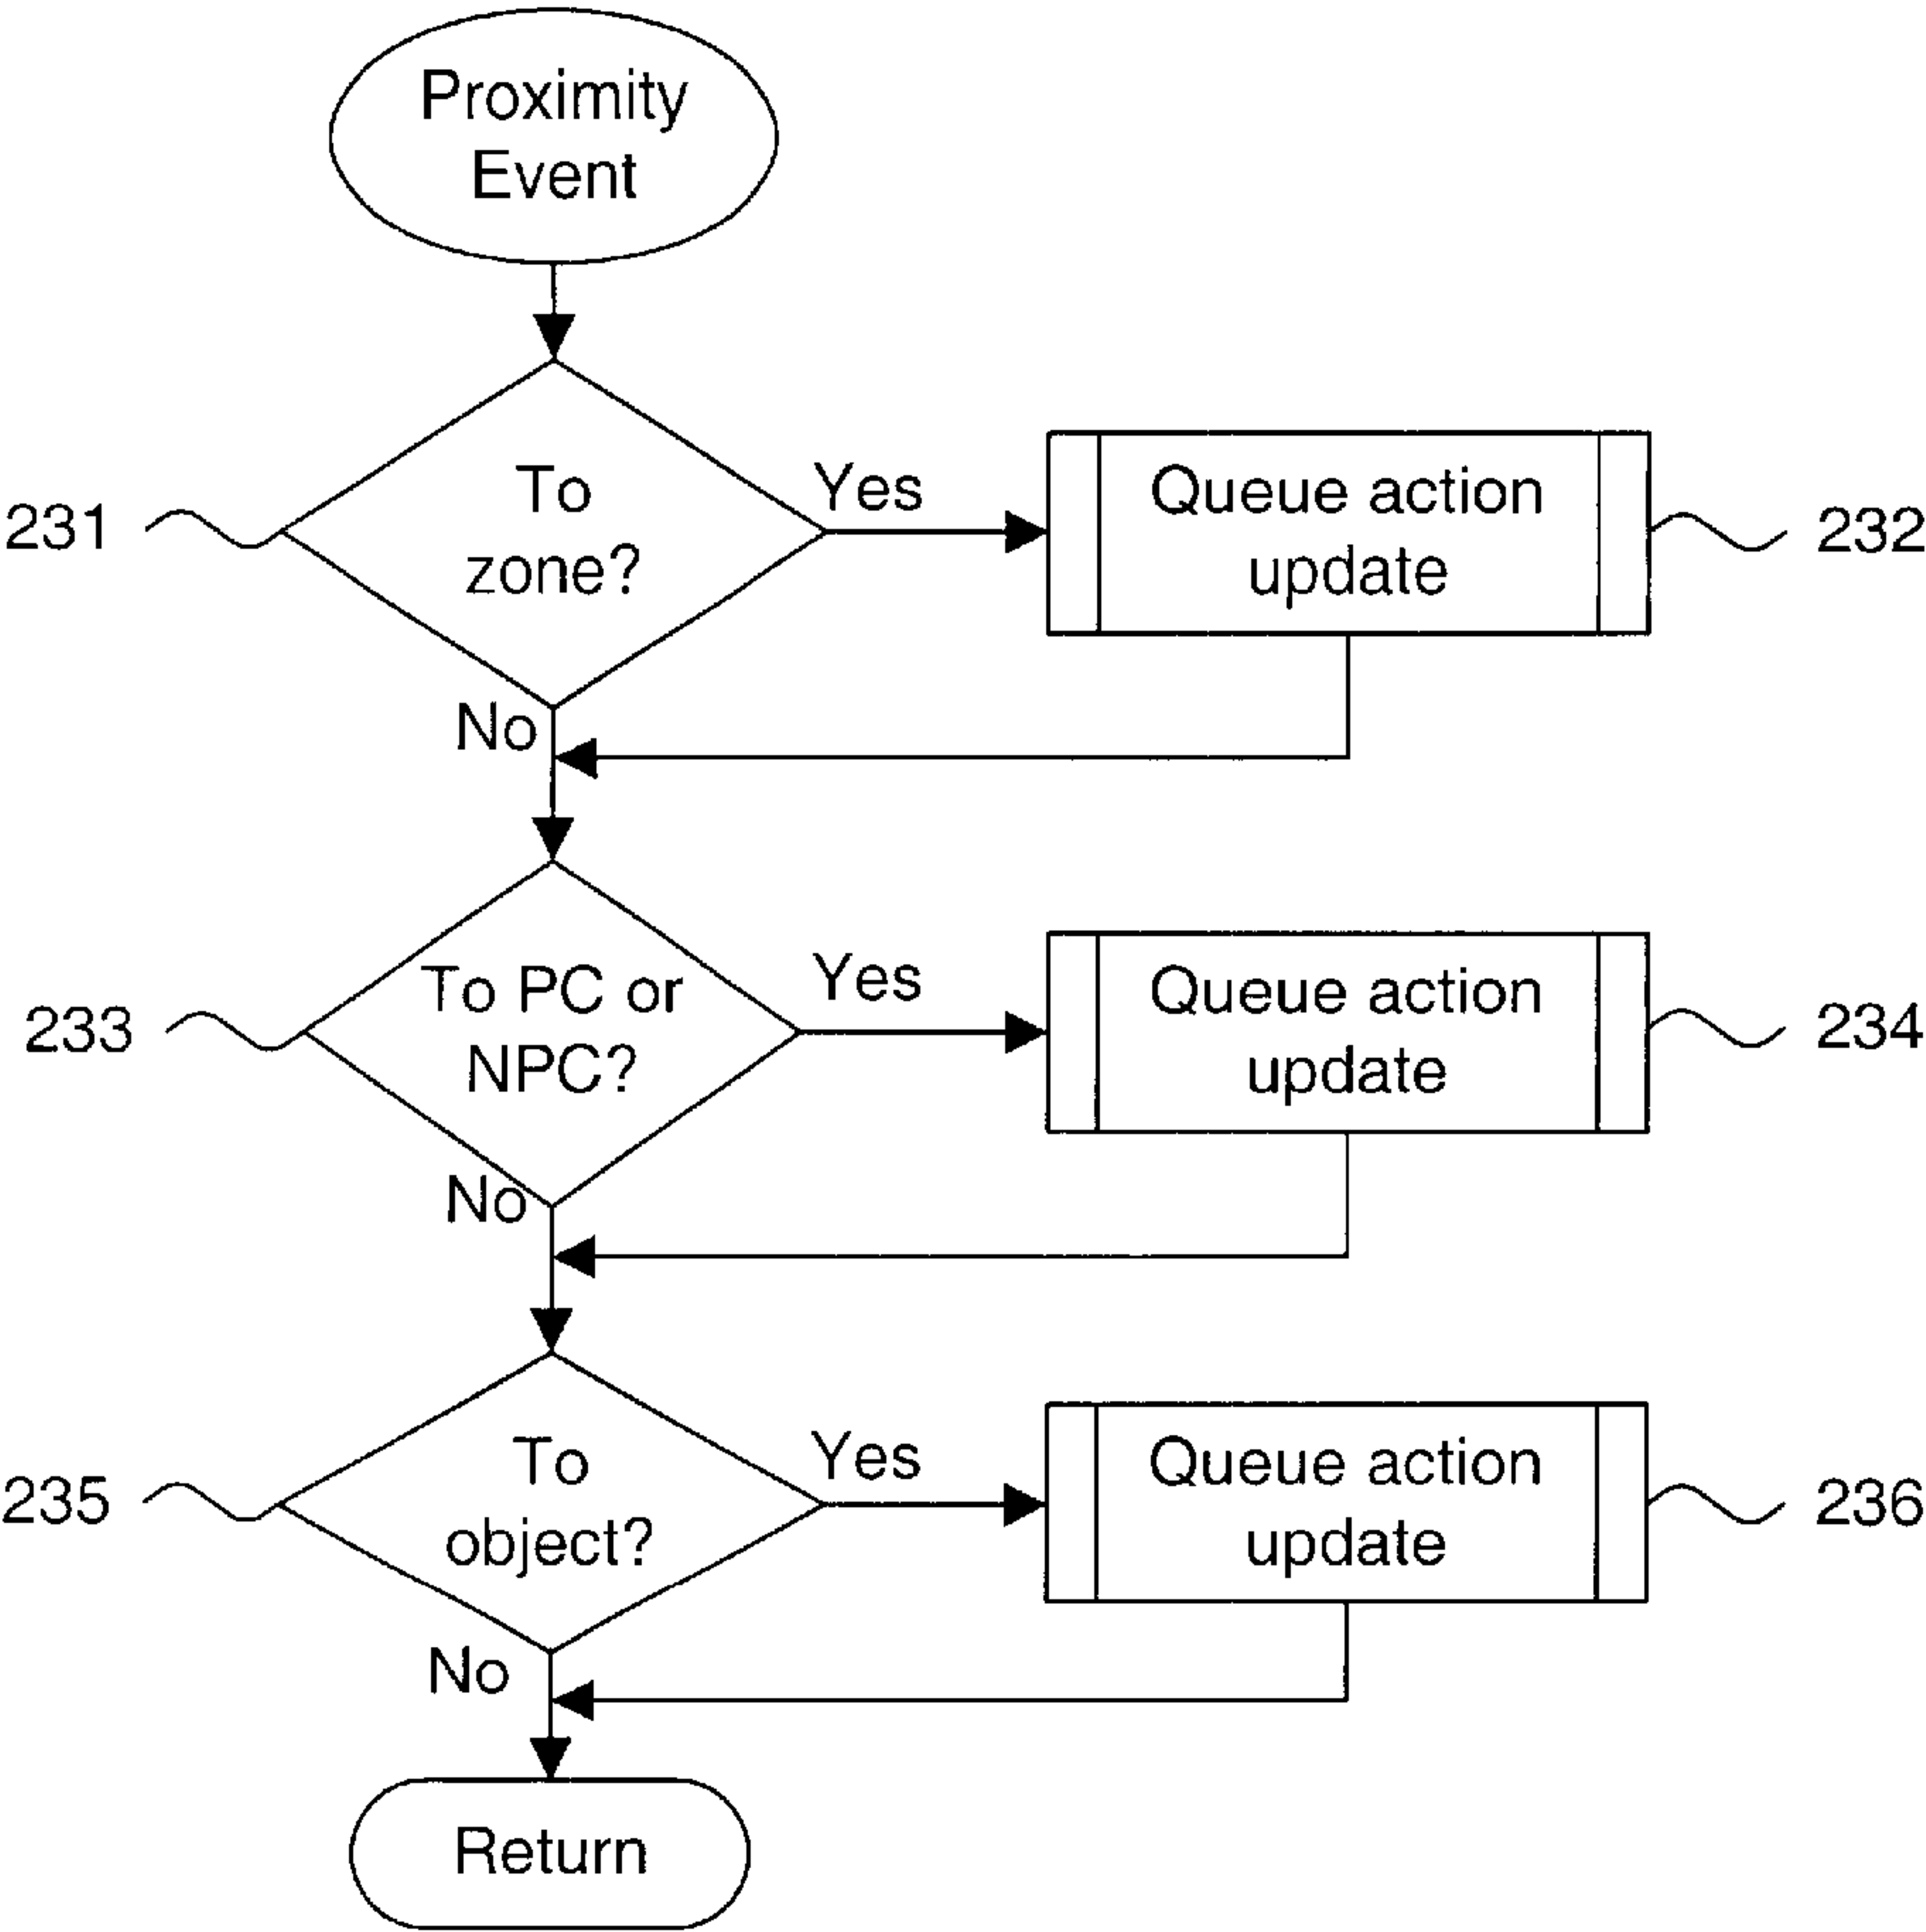 Proximity
Event
To
zone?
Yes
Queue action
update
231
232
No
To PC or
NPC?
Yes
Queue action
update
233
234
No
To
object?
Yes
Queue action
update
235
236
No
Return